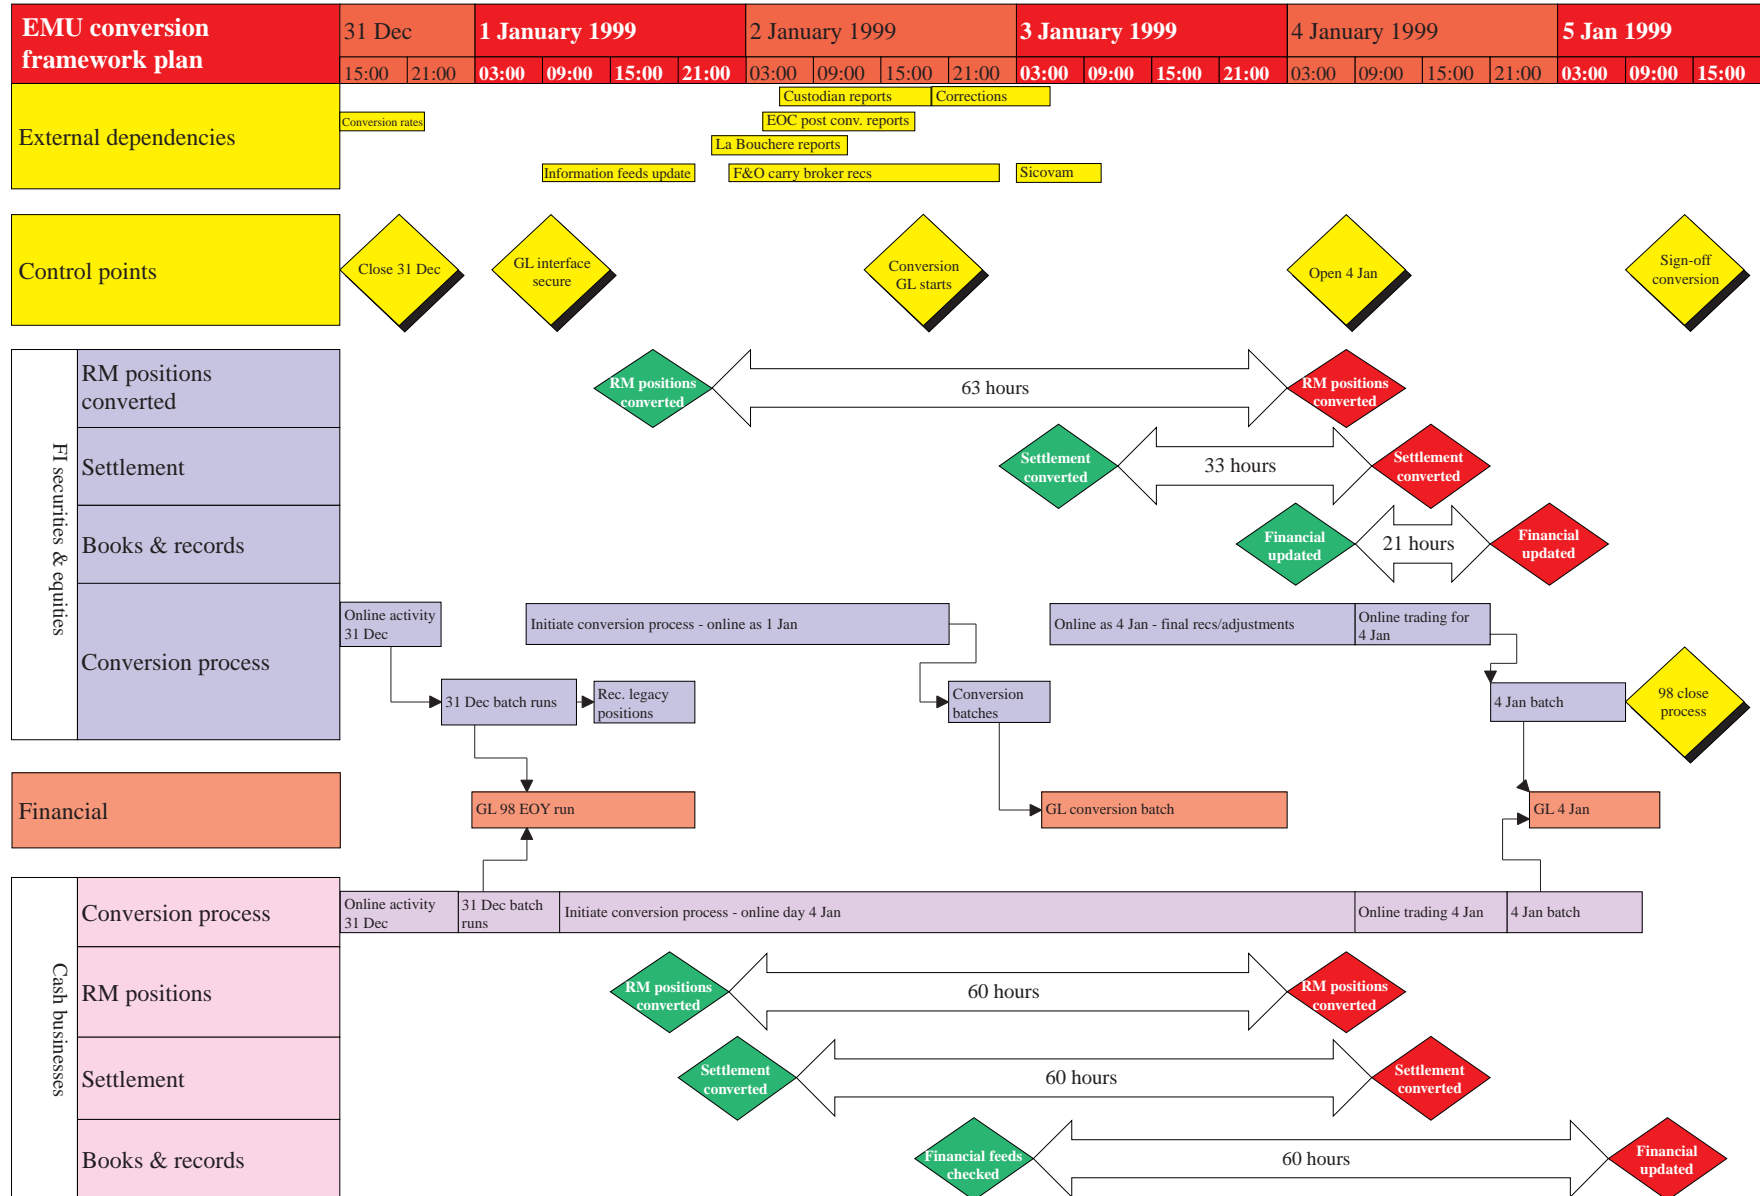 EMU conversion
framework plan
31 Dec
1 January 1999
2 January 1999
3 January 1999
4 January 1999
5 Jan 1999
15:00 21:00 03:00 09:00 15:00 21:00 03:00 09:00 15:00 21:00 03:00 09:00 15:00 21:00 03:00 09:00 15:00 21:00 03:00 09:00 15:00
External dependencies
Custodian reports
Corrections
Conversion rates
EOC post conv. reports
La Bouchere reports
Information feeds update
F&O carry broker recs
Sicovam
Control points
Close 31 Dec
GL interface
secure
Conversion
GL starts
Open 4 Jan
Sign-off
conversion
FI securities & equities
RM positions
converted
RM positions
converted
63 hours
RM positions
converted
Settlement
Settlement
converted
33 hours
Settlement
converted
Books & records
Financial
updated
21 hours
Financial
updated
Conversion process
Online activity
31 Dec
Initiate conversion process - online as 1 Jan
Online as 4 Jan - final recs/adjustments
Online trading for
4 Jan
31 Dec batch runs
Rec. legacy
positions
Conversion
batches
4 Jan batch
98 close
process
Financial
GL 98 EOY run
GL conversion batch
GL 4 Jan
Cash businesses
Conversion process
Online activity
31 Dec
31 Dec batch
runs
Initiate conversion process - online day 4 Jan
Online trading 4 Jan
4 Jan batch
RM positions
RM positions
converted
60 hours
RM positions
converted
Settlement
Settlement
converted
60 hours
Settlement
converted
Books & records
Financial feeds
checked
60 hours
Financial
updated